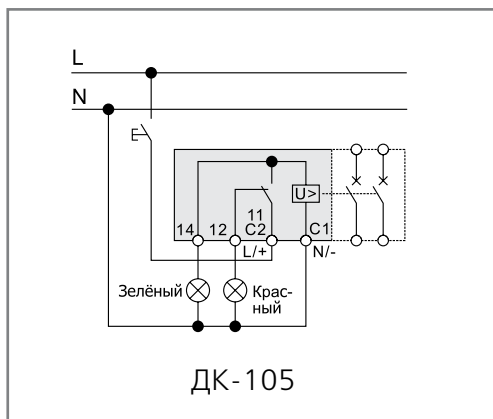 L
N
U>
11
14 12 C2 C1
L/+ N/-
Зелёный Крас-
ный
ДК-105